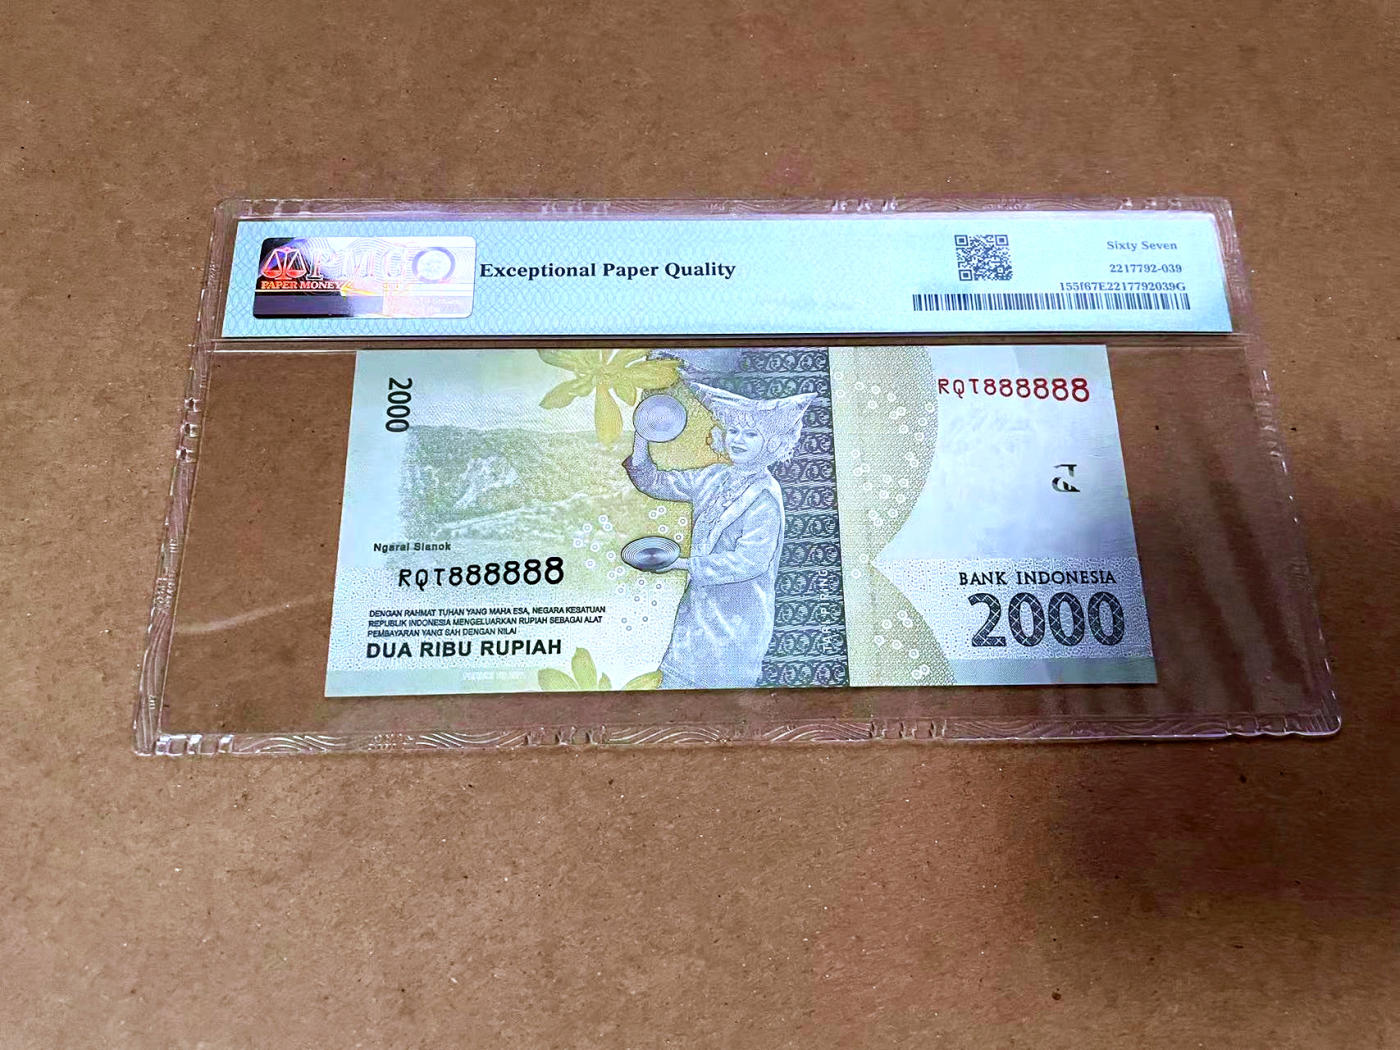 PMG
PAPER MONEY
Exceptional Paper Quality
Sixty Seven
2217792-039
155f67E2217792039G
2000
RQT888888
Ngarai Sianok
RQT888888
DENGAN RAHMAT TUHAN YANG MAHA ESA, NEGARA KESATUAN
REPUBLIK INDONESIA MENGELUARKAN RUPIAH SEBAGAI ALAT
PEMBAYARAN YANG SAH DENGAN NILAI
DUA RIBU RUPIAH
TARI PIRING
BANK INDONESIA
2000